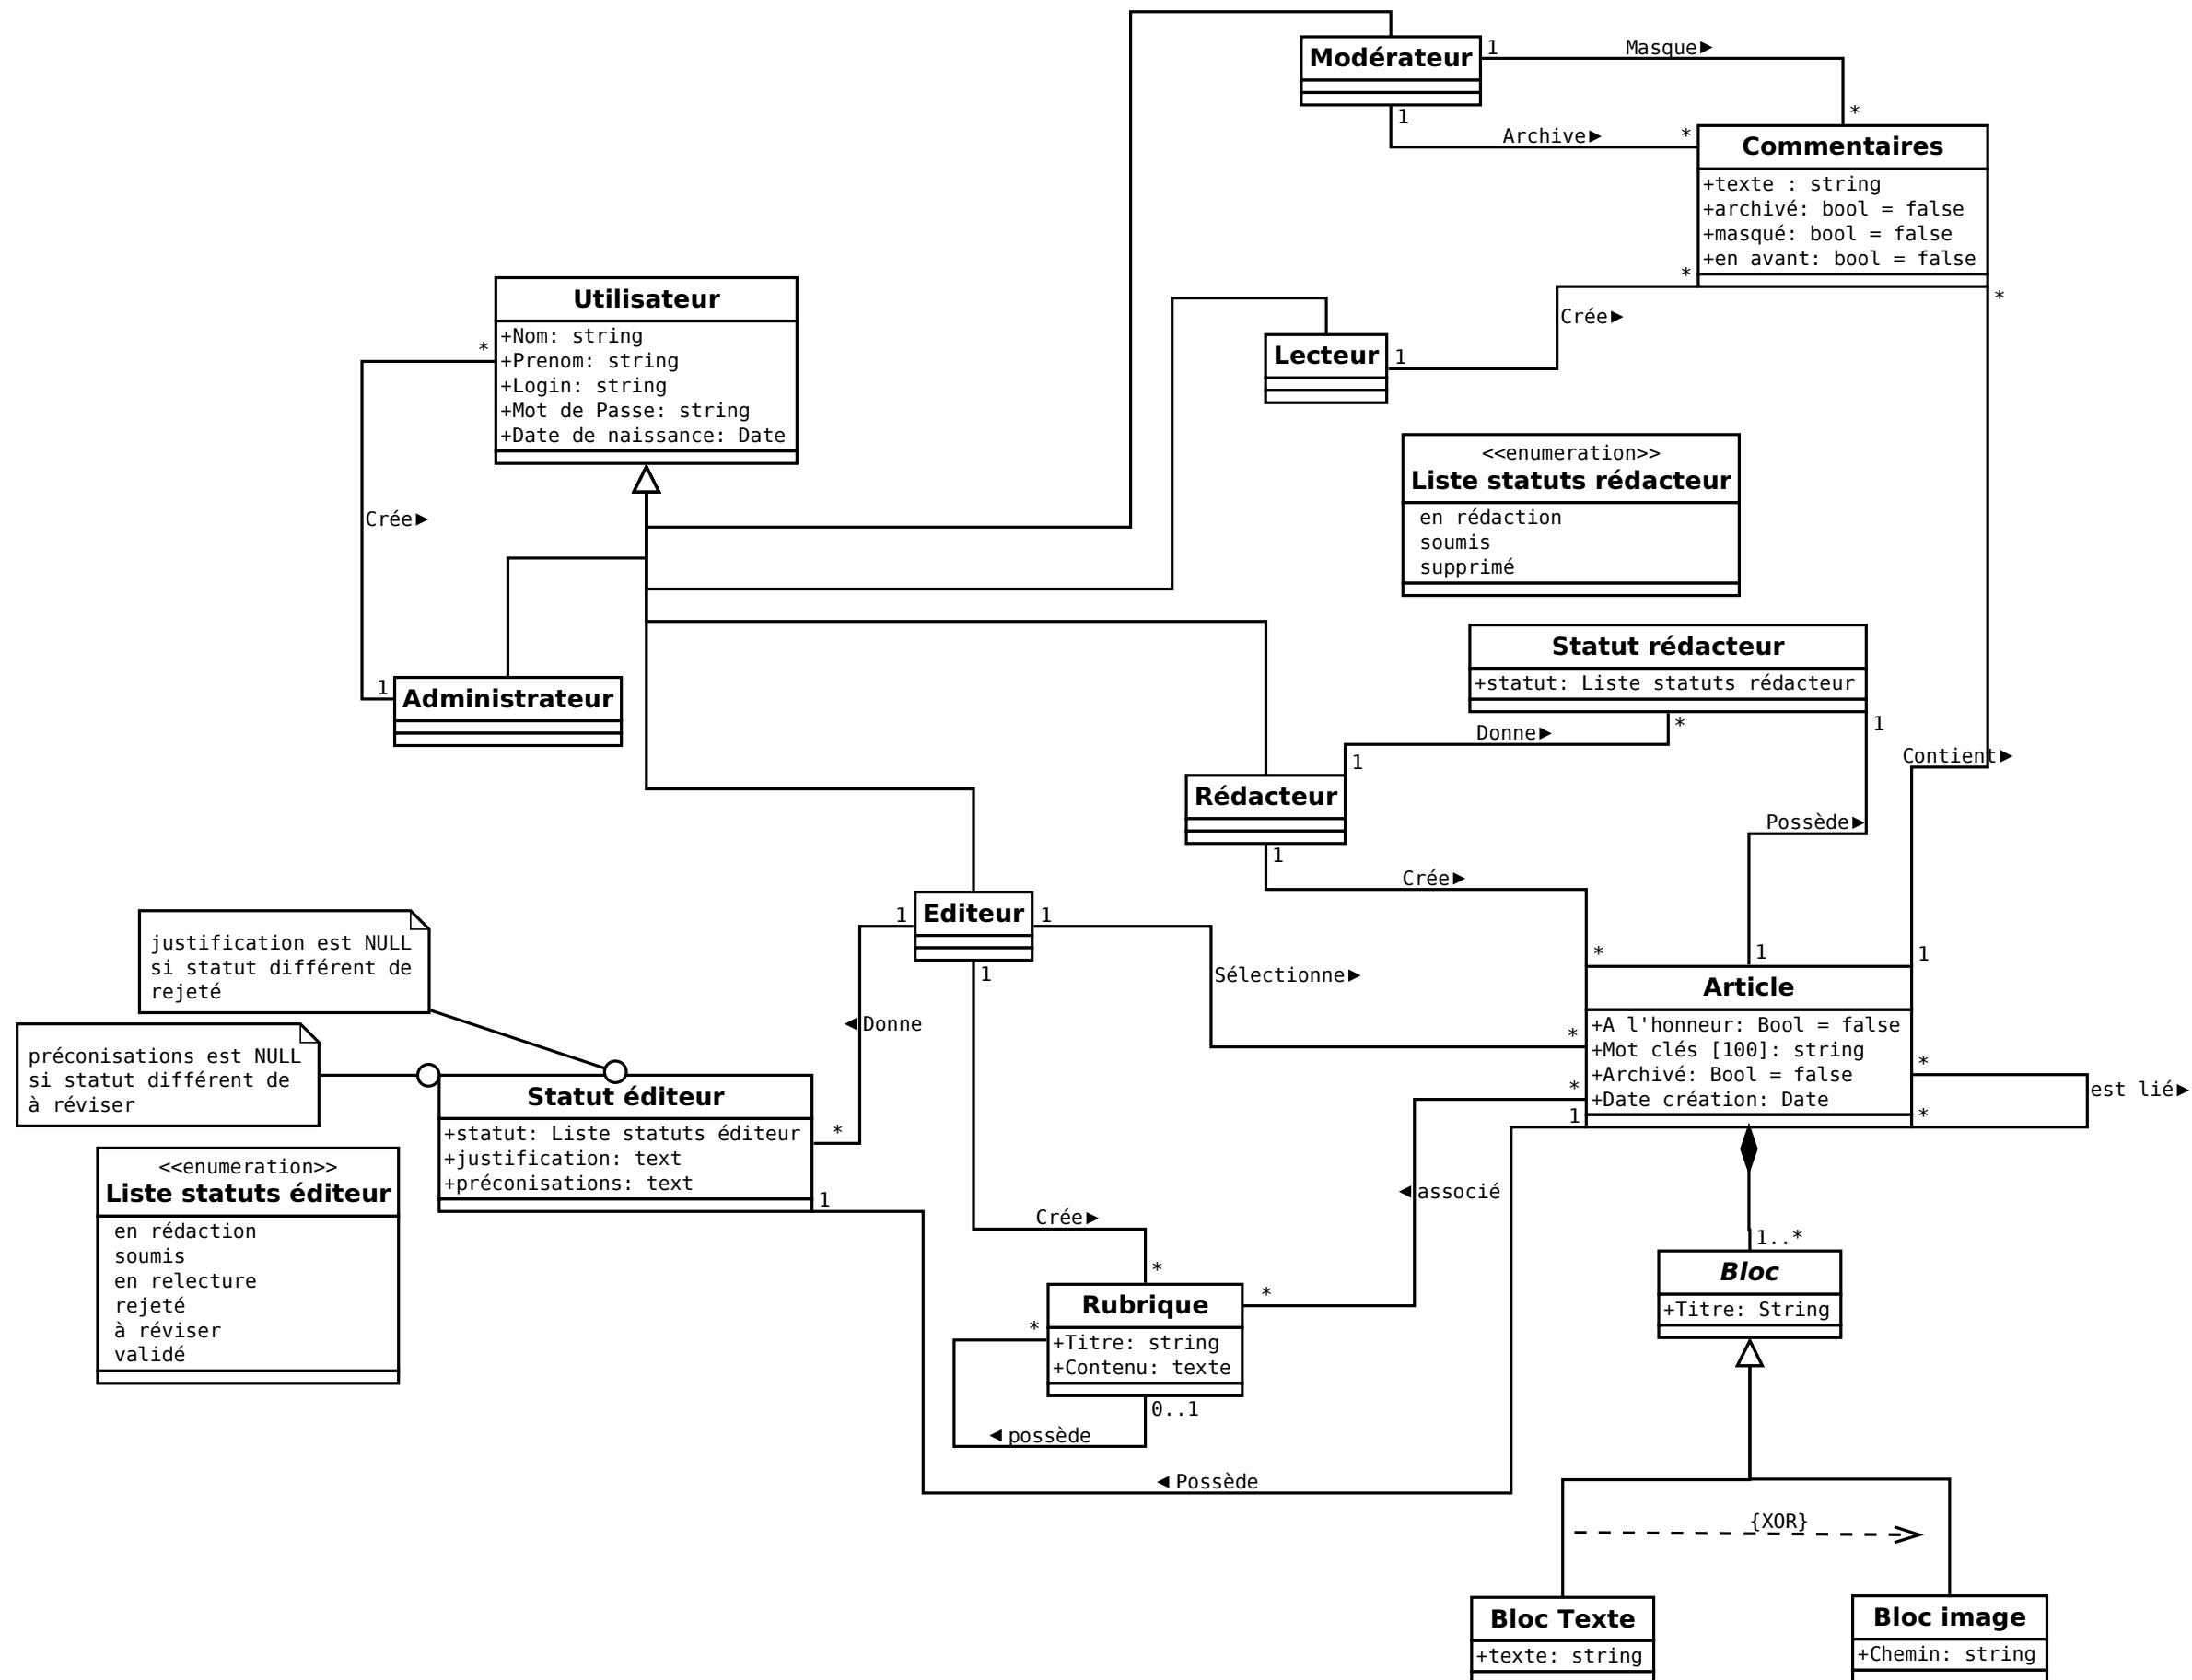 Modérateur
1
Masque►
*
1
Archive►
*
Commentaires
+texte : string
+archivé: bool = false
+masqué: bool = false
+en avant: bool = false
*
*
Crée►
Lecteur
1
Utilisateur
+Nom: string
+Prenom: string
+Login: string
+Mot de Passe: string
+Date de naissance: Date
*
Crée►
1
Administrateur
<<enumeration>>
Liste statuts rédacteur
en rédaction
soumis
supprimé
Statut rédacteur
+statut: Liste statuts rédacteur
*
1
Donne►
1
Contient►
Rédacteur
1
Possède►
Crée►
*
1
1
Editeur
1
1
1
Sélectionne►
*
◄Donne
*
justification est NULL
si statut différent de
rejeté
préconisations est NULL
si statut différent de
à réviser
Statut éditeur
+statut: Liste statuts éditeur
+justification: text
+préconisations: text
1
<<enumeration>>
Liste statuts éditeur
en rédaction
soumis
en relecture
rejeté
à réviser
validé
Article
+A l'honneur: Bool = false
+Mot clés [100]: string
+Archivé: Bool = false
+Date création: Date
*
est lié►
*
*
1
◄associé
Crée►
*
*
Rubrique
+Titre: string
+Contenu: texte
*
0..1
◄possède
◄Possède
1..*
Bloc
+Titre: String
{XOR}
Bloc Texte
+texte: string
Bloc image
+Chemin: string